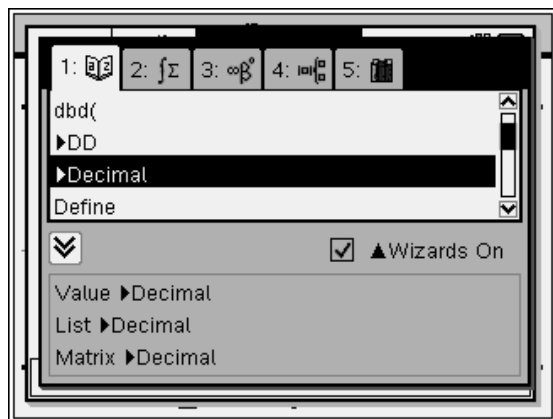 1: 2: ∫Σ 3: ∞β° 4: 5:
dbd(
▶DD
▶Decimal
Define
▲Wizards On
Value ▶Decimal
List ▶Decimal
Matrix ▶Decimal